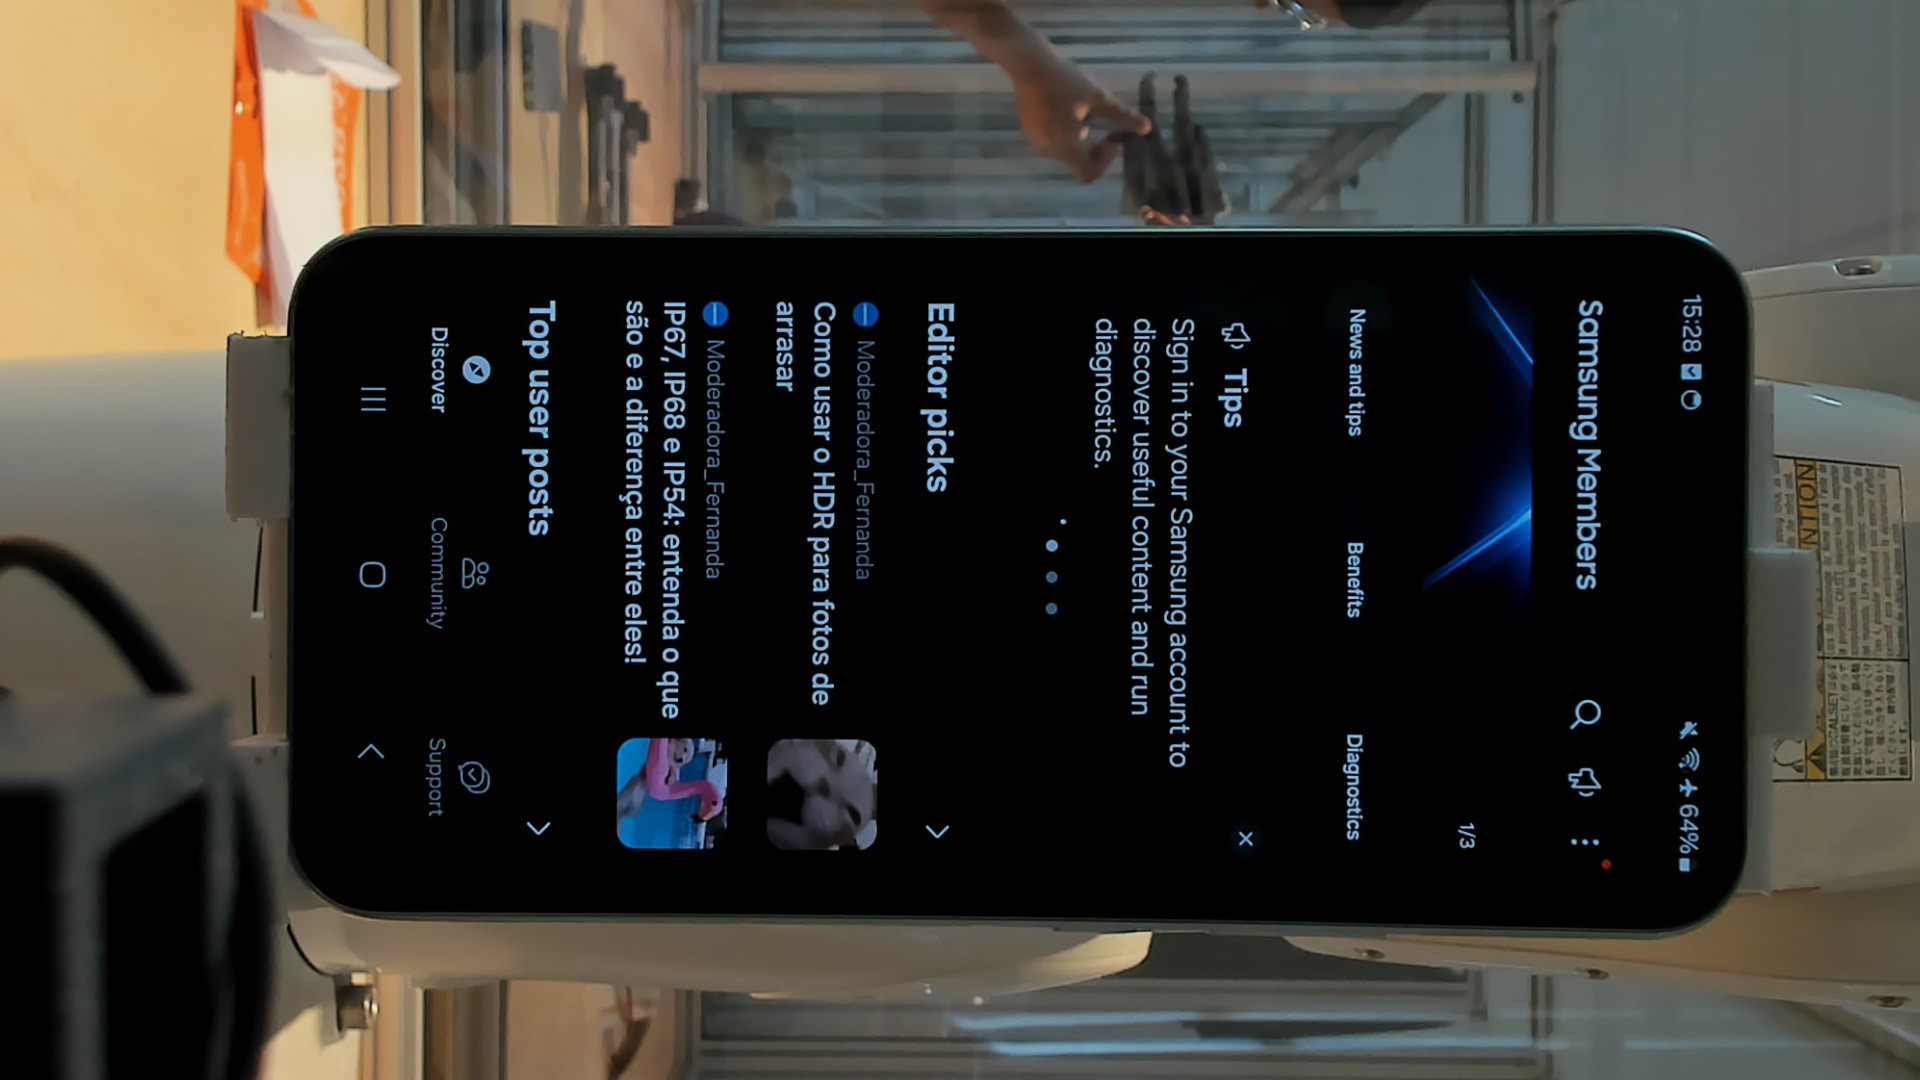 15:28
64%
Samsung Members
1/3
News and tips
Benefits
Diagnostics
Tips
Sign in to your Samsung account to
discover useful content and run
diagnostics.
Editor picks
Moderadora_Fernanda
Como usar o HDR para fotos de
arrasar
Moderadora_Fernanda
IP67, IP68 e IP54: entenda o que
são e a diferença entre eles!
Top user posts
Discover
Community
Support